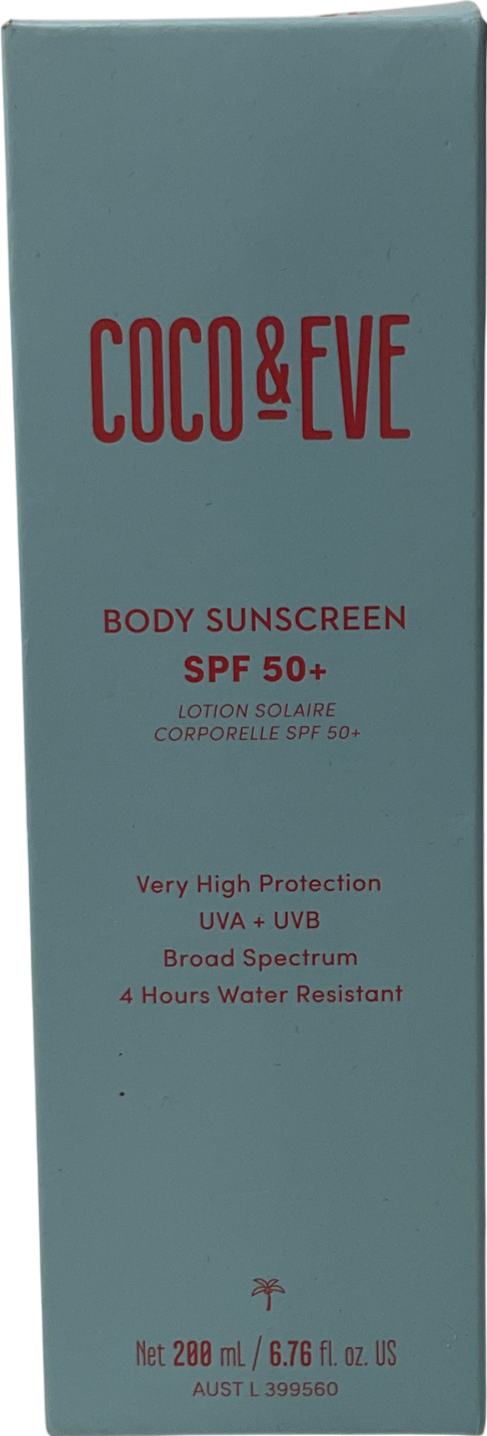 COCO & EVE
BODY SUNSCREEN
SPF 50+
LOTION SOLAIRE
CORPORELLE SPF 50+
Very High Protection
UVA + UVB
Broad Spectrum
4 Hours Water Resistant
Net 200 mL / 6.76 fl. oz. US
AUST L 399560